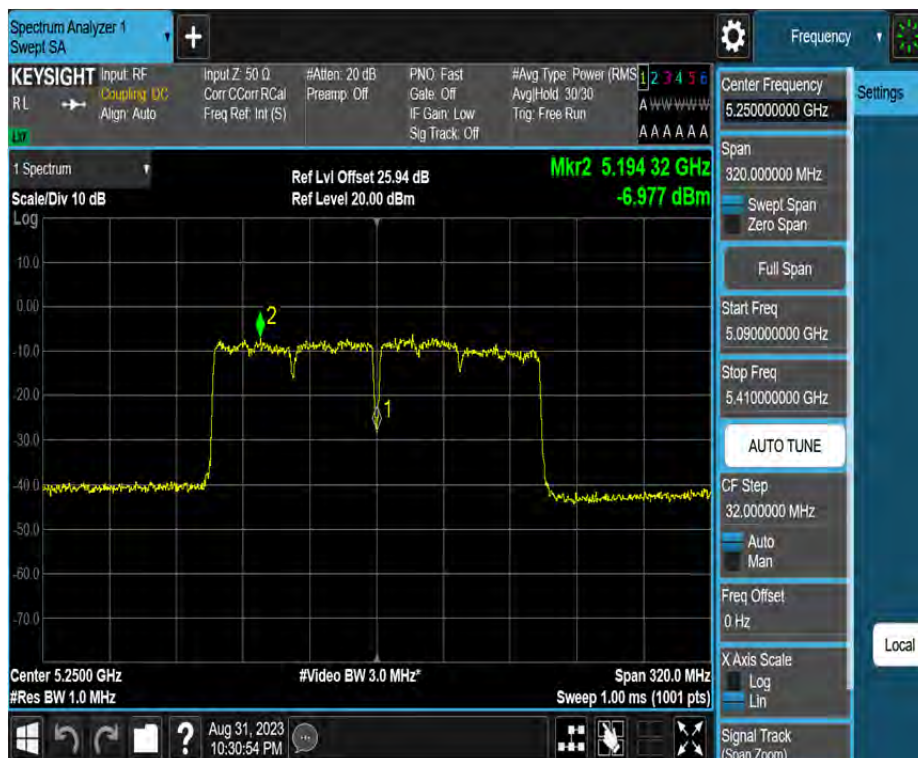 Spectrum Analyzer 1
Swept SA
+
Frequency
KEYSIGHT
RL
LXI
Input: RF
Coupling: DC
Align: Auto
Input Z: 50 Ω
Corr CCorr RCal
Freq Ref: Int (S)
#Atten: 20 dB
Preamp: Off
PNO: Fast
Gate: Off
IF Gain: Low
Sig Track: Off
#Avg Type: Power (RMS
Avg|Hold: 30/30
Trig: Free Run
1 2 3 4 5 6
A W W W W W
A A A A A A
1 Spectrum
Scale/Div 10 dB
Log
Ref Lvl Offset 25.94 dB
Ref Level 20.00 dBm
Mkr2 5.194 32 GHz
-6.977 dBm
10.0
0.00
-10.0
-20.0
-30.0
-40.0
-50.0
-60.0
-70.0
2
1
Center 5.2500 GHz
#Res BW 1.0 MHz
#Video BW 3.0 MHz*
Span 320.0 MHz
Sweep 1.00 ms (1001 pts)
Center Frequency
5.250000000 GHz
Span
320.000000 MHz
Swept Span
Zero Span
Full Span
Start Freq
5.090000000 GHz
Stop Freq
5.410000000 GHz
AUTO TUNE
CF Step
32.000000 MHz
Auto
Man
Freq Offset
0 Hz
X Axis Scale
Log
Lin
Signal Track
(Span Zoom)
Settings
Local
?
Aug 31, 2023
10:30:54 PM